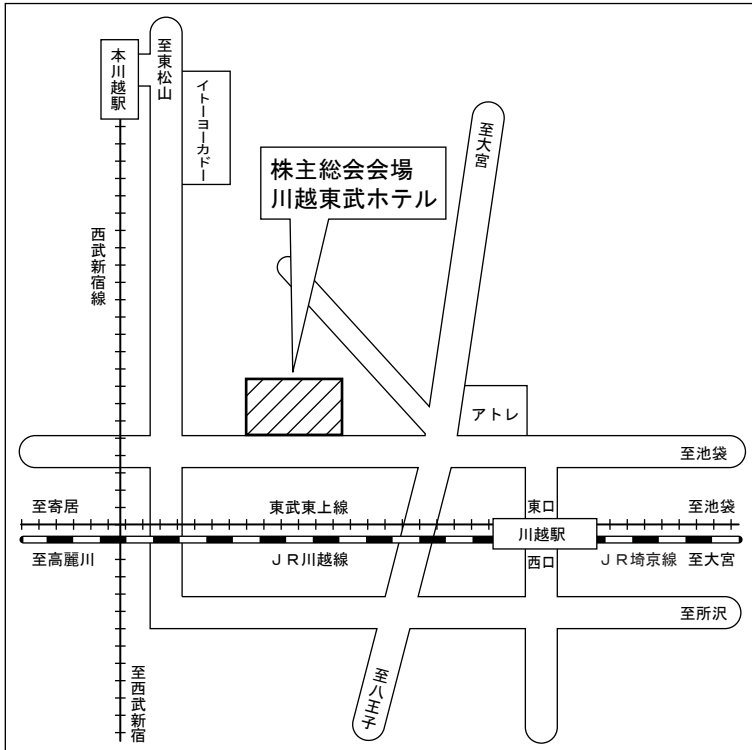 本川越駅
至東松山
イトーヨーカドー
至大宮
株主総会会場
川越東武ホテル
西武新宿線
アトレ
至池袋
至寄居
東武東上線
東口
至池袋
川越駅
至高麗川
ＪＲ川越線
西口
ＪＲ埼京線
至大宮
至所沢
至西武新宿
至八王子